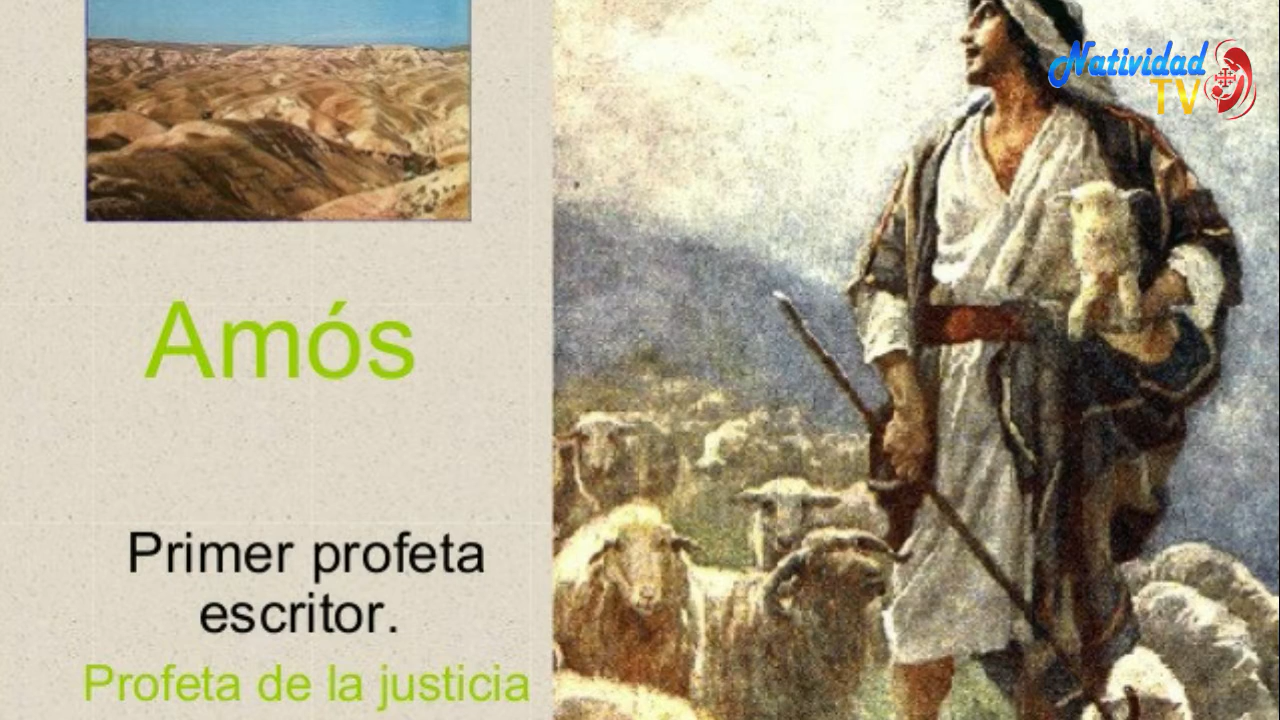 Natividad
TV
Amós
Primer profeta
escritor.
Profeta de la justicia